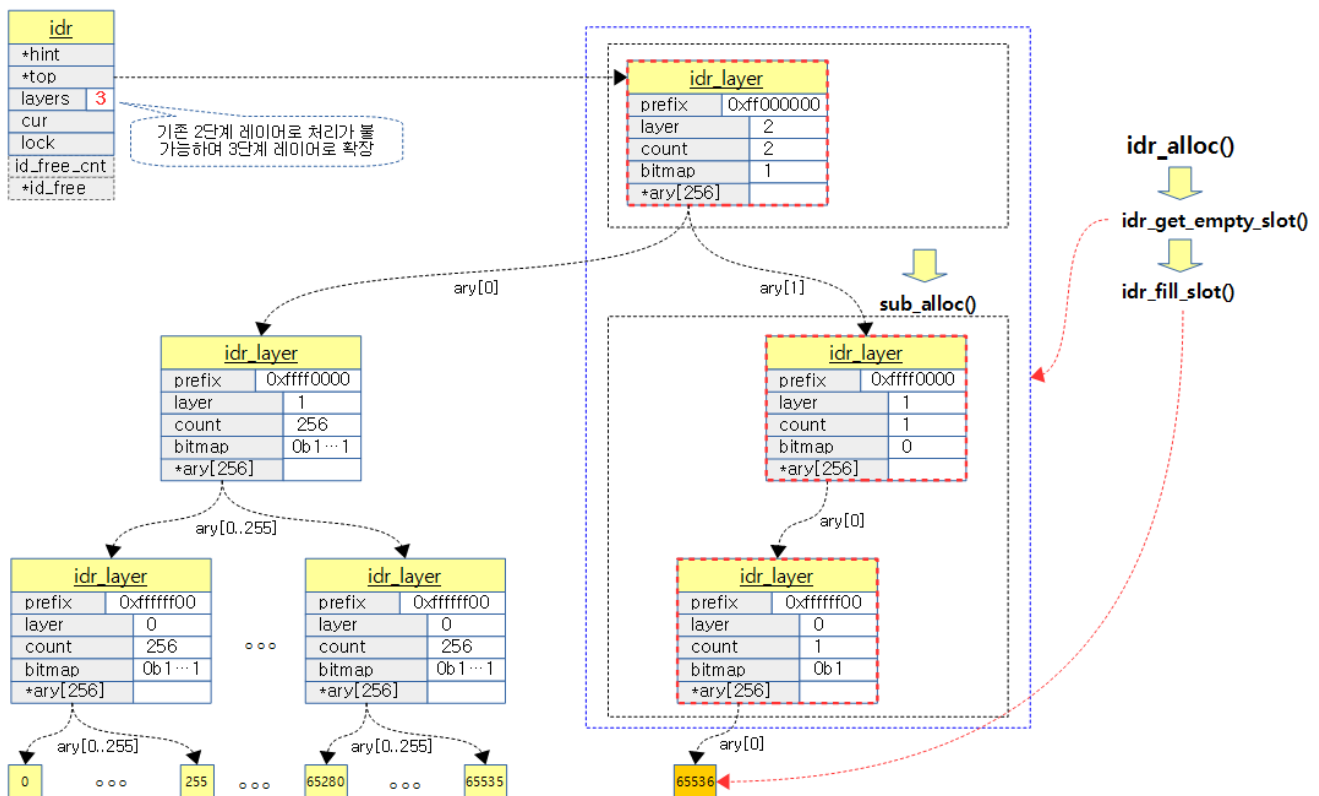 idr
*hint
*top
layers 3
cur
lock
id_free_cnt
*id_free
기존 2단계 레이어로 처리가 불
가능하며 3단계 레이어로 확장
idr_layer
prefix 0xff000000
layer 2
count 2
bitmap 1
*ary[256]
idr_alloc()
idr_get_empty_slot()
idr_fill_slot()
ary[0]
ary[1]
sub_alloc()
idr_layer
prefix 0xffff0000
layer 1
count 256
bitmap 0b1…1
*ary[256]
idr_layer
prefix 0xffff0000
layer 1
count 1
bitmap 0
*ary[256]
ary[0..255]
ary[0]
idr_layer
prefix 0xffffff00
layer 0
count 256
bitmap 0b1…1
*ary[256]
idr_layer
prefix 0xffffff00
layer 0
count 256
bitmap 0b1…1
*ary[256]
idr_layer
prefix 0xffffff00
layer 0
count 1
bitmap 0b1
*ary[256]
ary[0..255]
ary[0..255]
ary[0]
0
255
65280
65535
65536